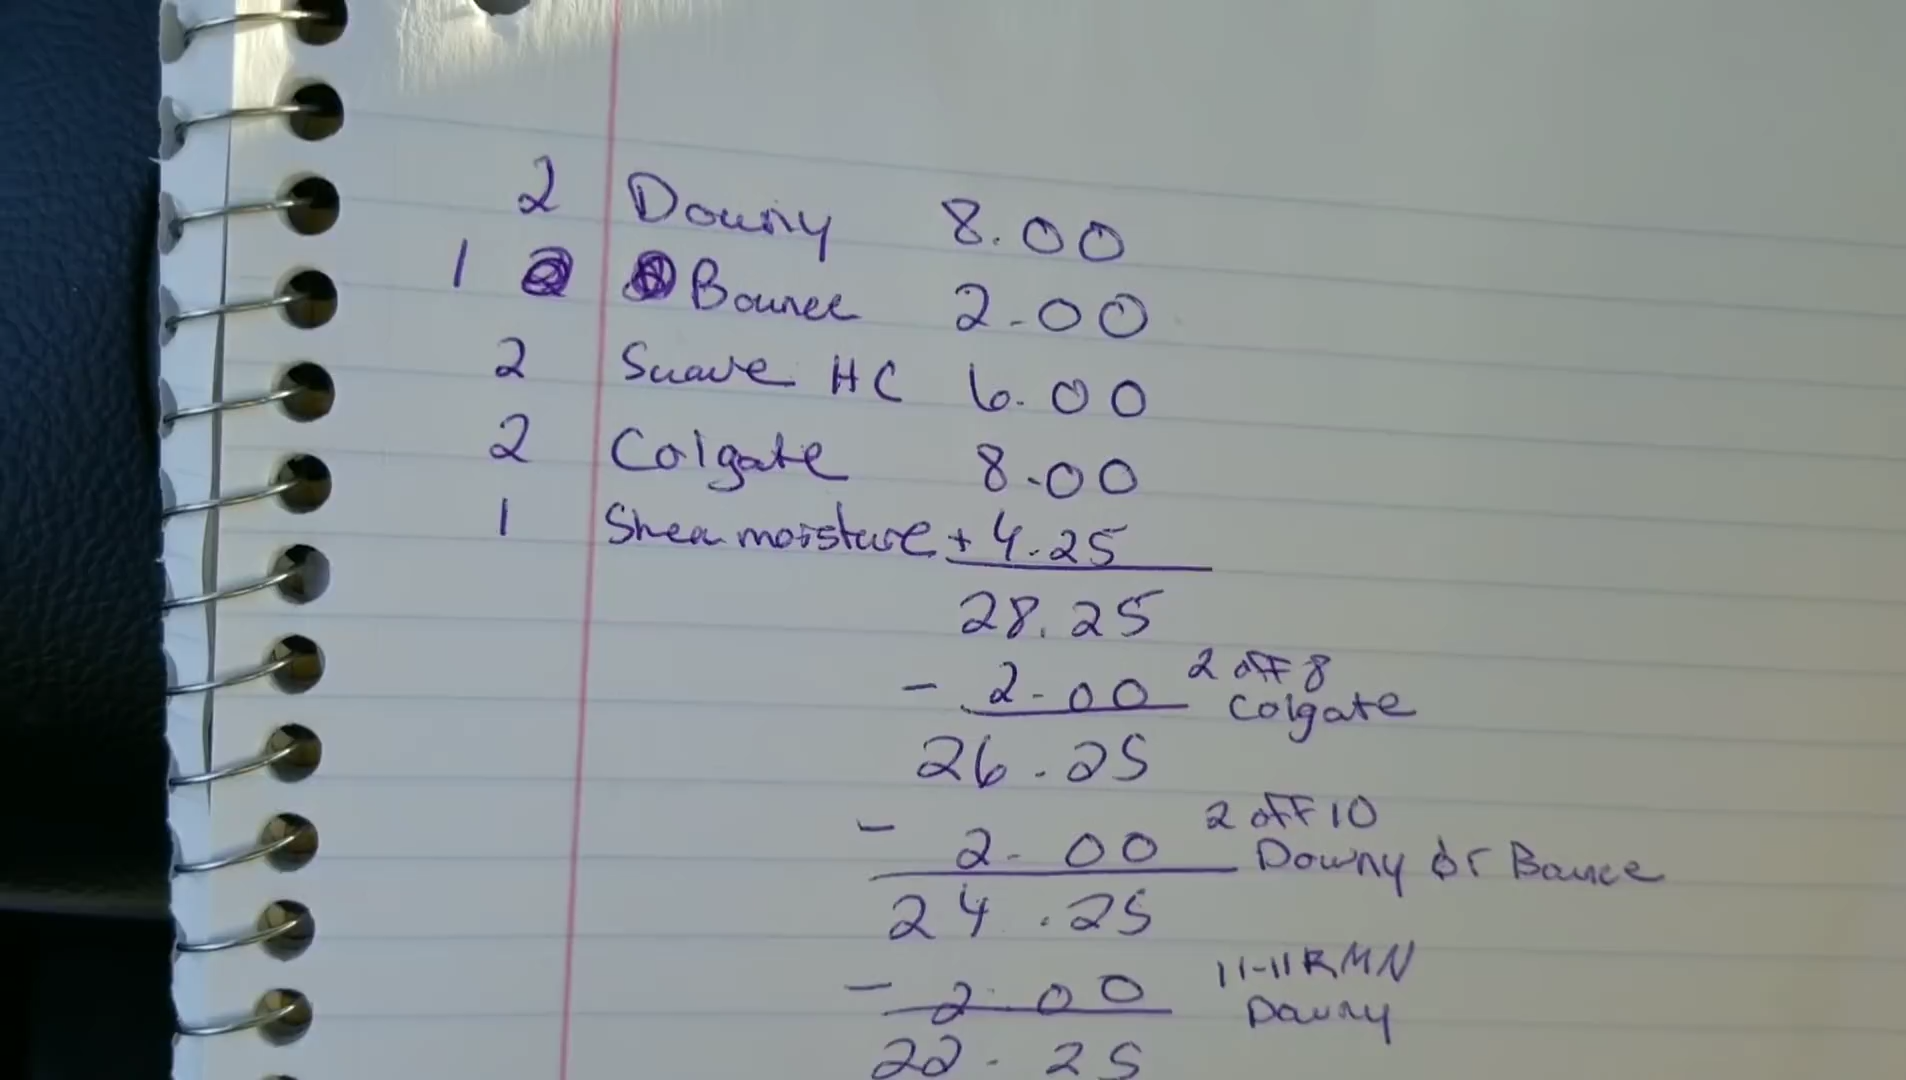 2 Downy 8.00
1 Bounce 2.00
2 Suave HC 6.00
2 Colgate 8.00
1 Shea moisture + 4.25
28.25
- 2.00 2 off 8 Colgate
26.25
- 2.00 2 off 10 Downy or Bounce
24.25
- 2.00 11-11 RMN Downy
22.25